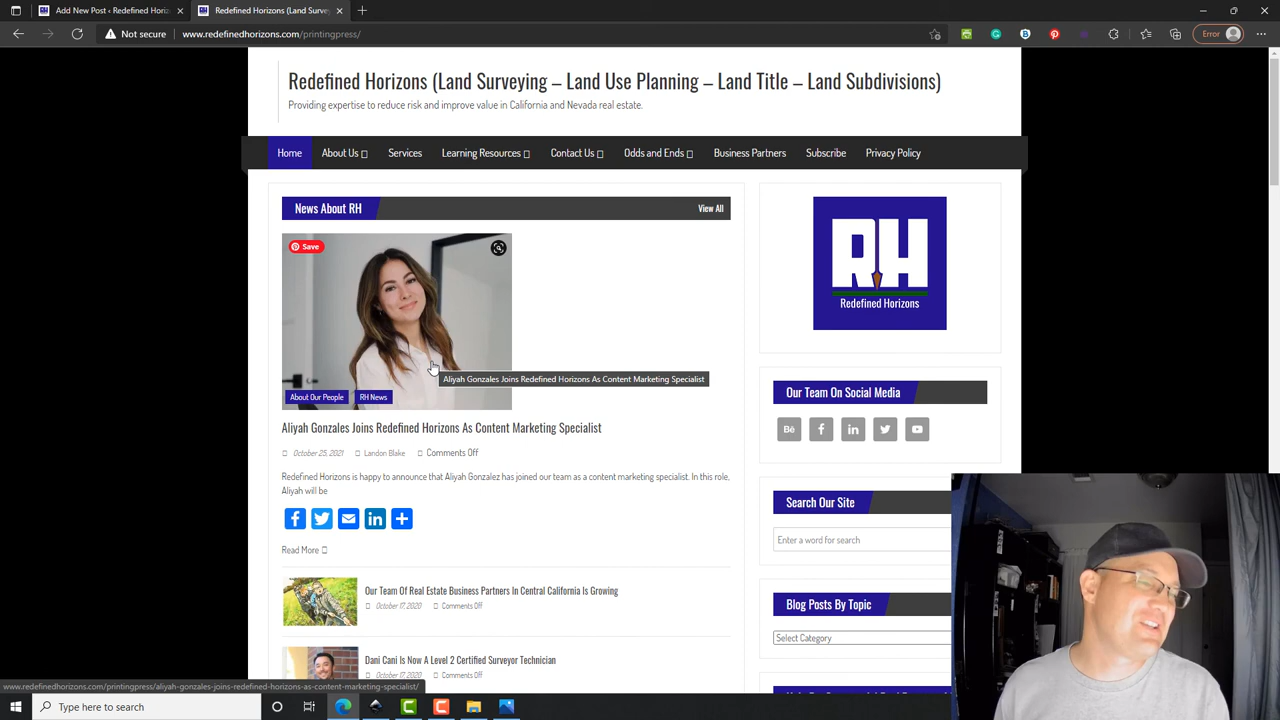 Add New Post ‹ Redefined Horiz
Redefined Horizons (Land Surve
Not secure
www.redefinedhorizons.com/printingpress/
Error
Redefined Horizons (Land Surveying – Land Use Planning – Land Title – Land Subdivisions)
Providing expertise to reduce risk and improve value in California and Nevada real estate.
Home About Us Services Learning Resources Contact Us Odds and Ends Business Partners Subscribe Privacy Policy
News About RH View All
Save
Aliyah Gonzales Joins Redefined Horizons As Content Marketing Specialist
About Our People RH News
Aliyah Gonzales Joins Redefined Horizons As Content Marketing Specialist
October 25, 2021 Landon Blake Comments Off
Redefined Horizons is happy to announce that Aliyah Gonzalez has joined our team as a content marketing specialist. In this role,
Aliyah will be
Read More
Our Team Of Real Estate Business Partners In Central California Is Growing
October 17, 2020 Comments Off
Dani Cani Is Now A Level 2 Certified Surveyor Technician
October 17, 2020 Comments Off
RH
Redefined Horizons
Our Team On Social Media
Bē
Search Our Site
Enter a word for search
Blog Posts By Topic
Select Category
www.redefinedhorizons.com/printingpress/aliyah-gonzales-joins-redefined-horizons-as-content-marketing-specialist/
Type here to search